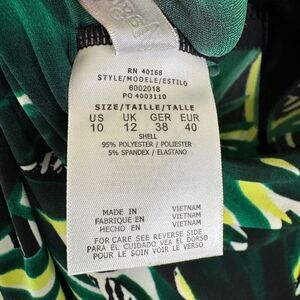 RN 40168
STYLE/MODELE/ESTILO
6002018
PO 4003110
SIZE/TAILLE/TALLE
US UK GER EUR
10 12 38 40
SHELL
95% POLYESTER / POLIESTER
5% SPANDEX / ELASTANO
MADE IN VIETNAM
FABRIQUE EN VIETNAM
HECHO EN VIETNAM
FOR CARE SEE REVERSE SIDE
PARA EL CUIDADO VEA EL DORSO
POUR LE SOIN VOIR VERSO